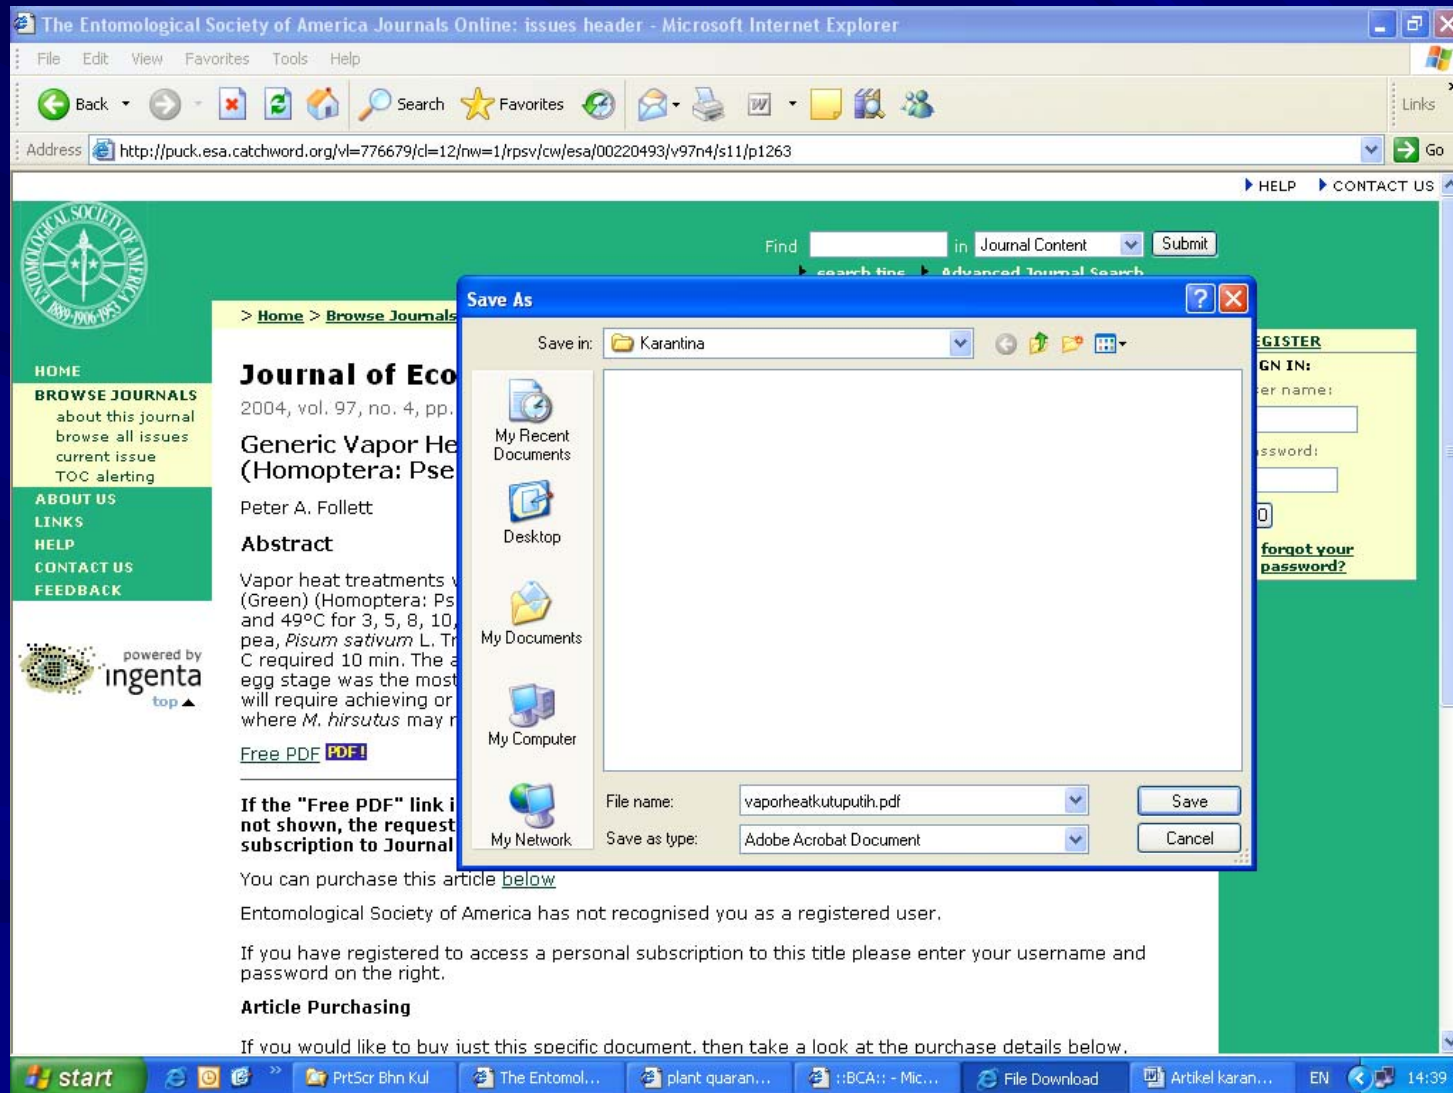 The Entomological Society of America Journals Online: issues header - Microsoft Internet Explorer
File Edit View Favorites Tools Help
Back Search Favorites Links
Address http://puck.esa.catchword.org/vl=776679/cl=12/nw=1/rpsv/cw/esa/00220493/v97n4/s11/p1263 Go
HELP CONTACT US
ENTOMOLOGICAL SOCIETY OF AMERICA
1889-1906-1953
Find in Journal Content Submit
search tips Advanced Journal Search
> Home > Browse Journals
HOME
BROWSE JOURNALS
about this journal
browse all issues
current issue
TOC alerting
ABOUT US
LINKS
HELP
CONTACT US
FEEDBACK
powered by
ingenta
top
Journal of Eco
2004, vol. 97, no. 4, pp.
Generic Vapor He
(Homoptera: Pse
Peter A. Follett
Abstract
Vapor heat treatments
(Green) (Homoptera: Ps
and 49°C for 3, 5, 8, 10,
pea, Pisum sativum L. Tr
C required 10 min. The a
egg stage was the most
will require achieving or
where M. hirsutus may r
Free PDF PDF!
If the "Free PDF" link i
not shown, the request
subscription to Journal
You can purchase this article below
Entomological Society of America has not recognised you as a registered user.
If you have registered to access a personal subscription to this title please enter your username and
password on the right.
Article Purchasing
If you would like to buy just this specific document, then take a look at the purchase details below.
Save As
Save in: Karantina
My Recent
Documents
Desktop
My Documents
My Computer
My Network
File name: vaporheatkutuputih.pdf Save
Save as type: Adobe Acrobat Document Cancel
EGISTER
GN IN:
er name:
ssword:
O
forgot your
password?
start PrtScr Bhn Kul The Entomol... plant quaran... ::BCA:: - Mic... File Download Artikel karan... EN 14:39